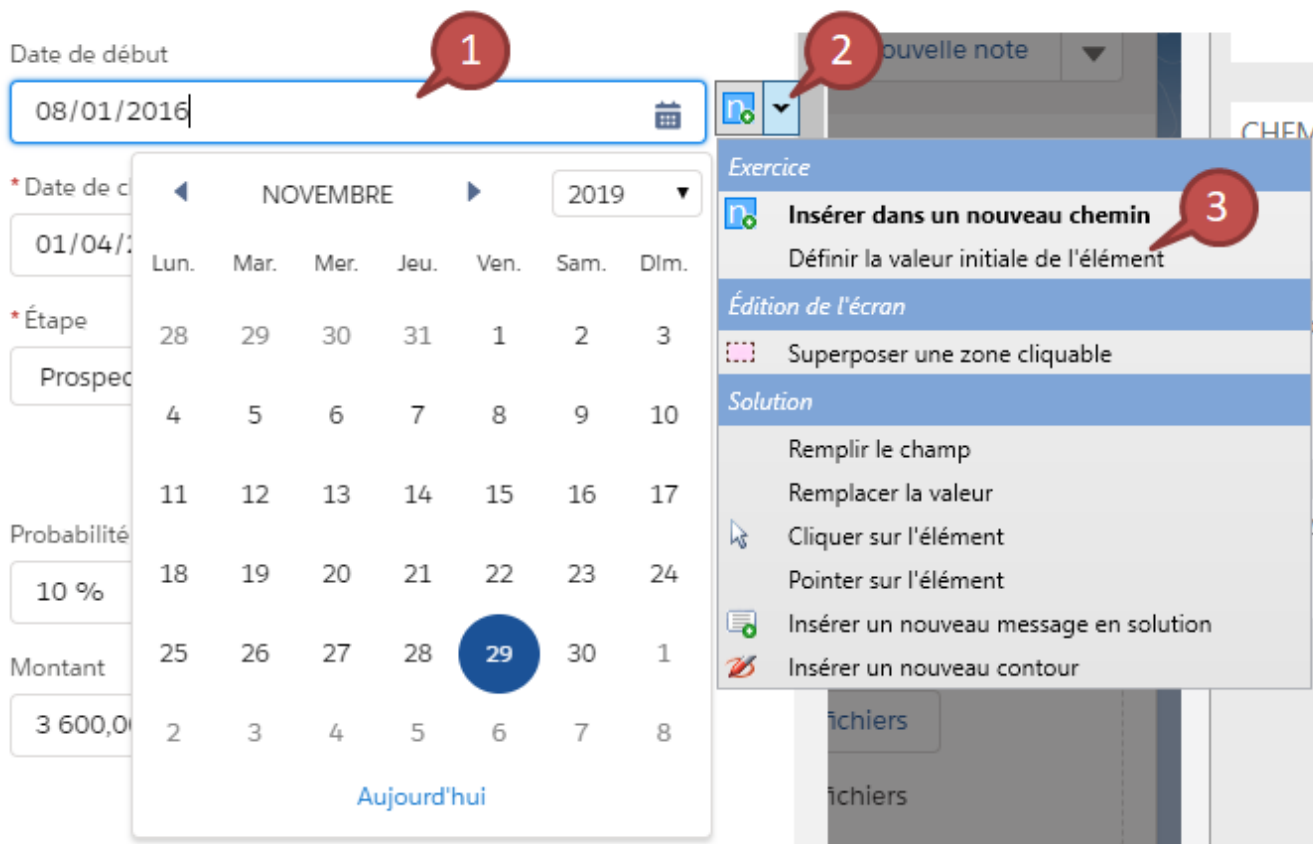 Date de début
1
08/01/2016
2
ouvelle note
CHEM
Exercice
Insérer dans un nouveau chemin
3
Définir la valeur initiale de l'élément
Édition de l'écran
Superposer une zone cliquable
Solution
Remplir le champ
Remplacer la valeur
Cliquer sur l'élément
Pointer sur l'élément
Insérer un nouveau message en solution
Insérer un nouveau contour
* Date de c
01/04/2
* Étape
Prospec
Probabilité
10 %
Montant
3 600,0
NOVEMBRE 2019
Lun. Mar. Mer. Jeu. Ven. Sam. Dim.
28 29 30 31 1 2 3
4 5 6 7 8 9 10
11 12 13 14 15 16 17
18 19 20 21 22 23 24
25 26 27 28 29 30 1
2 3 4 5 6 7 8
Aujourd'hui
fichiers
fichiers